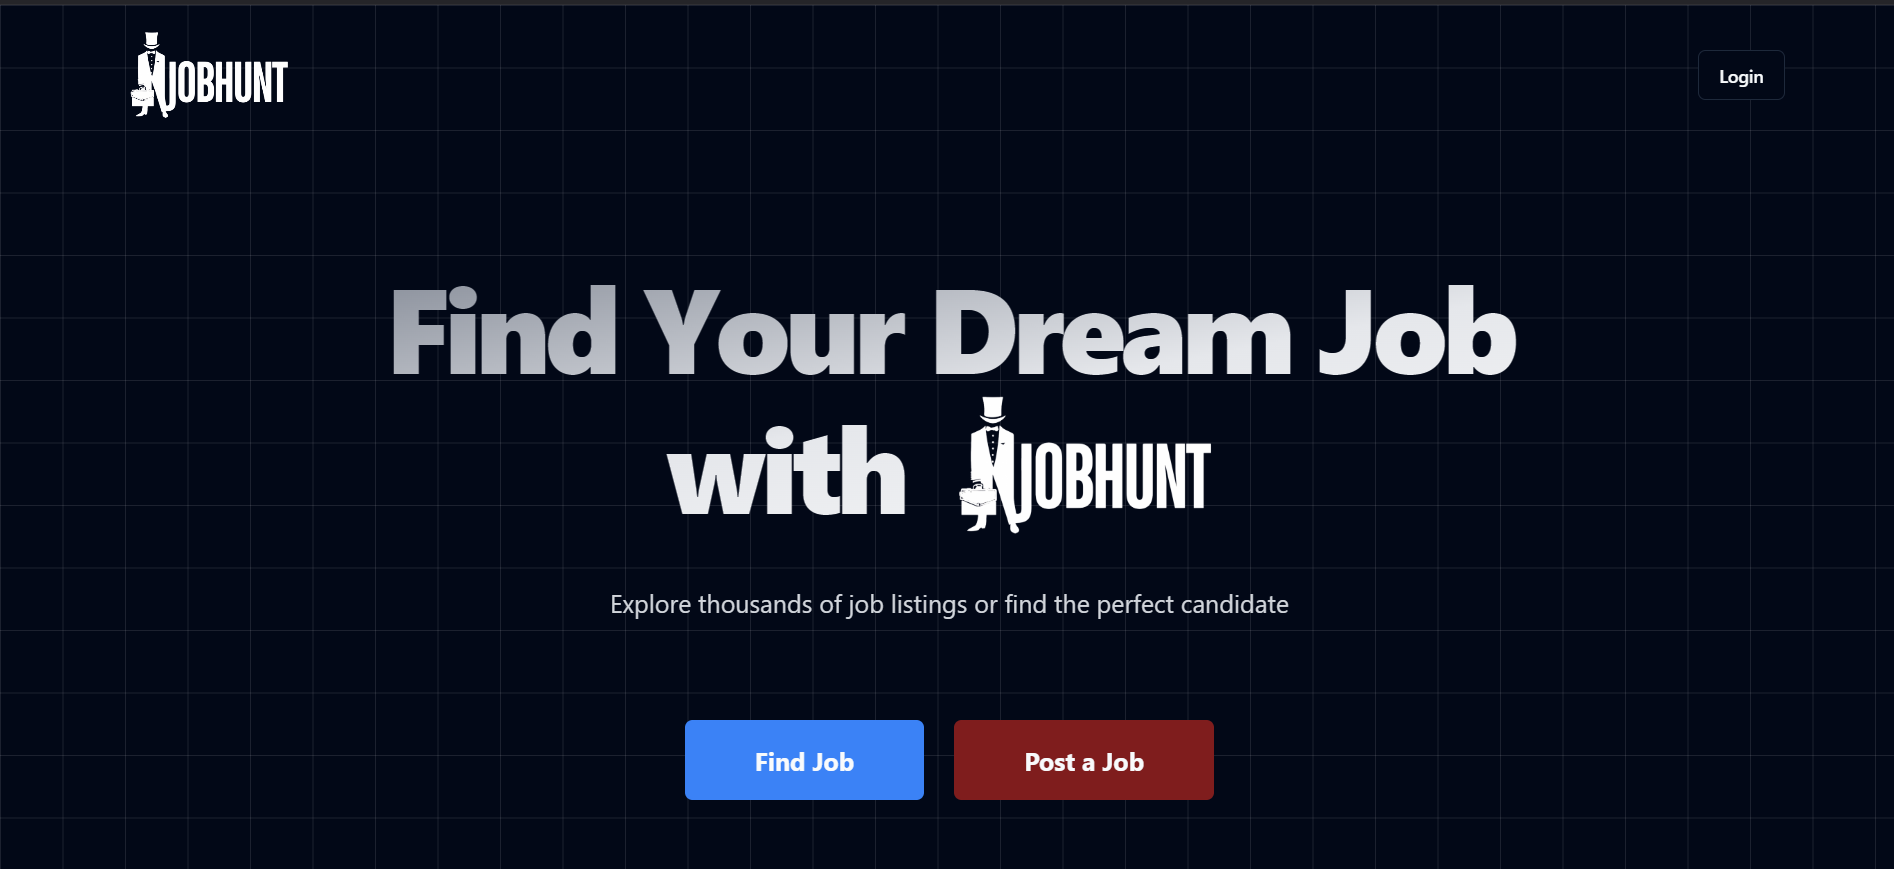 JOBHUNT
Login
Find Your Dream Job
with JOBHUNT
Explore thousands of job listings or find the perfect candidate
Find Job
Post a Job